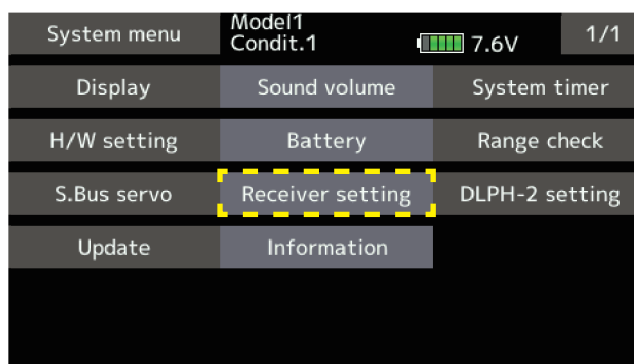 System menu
Model1
Condit.1
7.6V
1/1
Display
Sound volume
System timer
H/W setting
Battery
Range check
S.Bus servo
Receiver setting
DLPH-2 setting
Update
Information